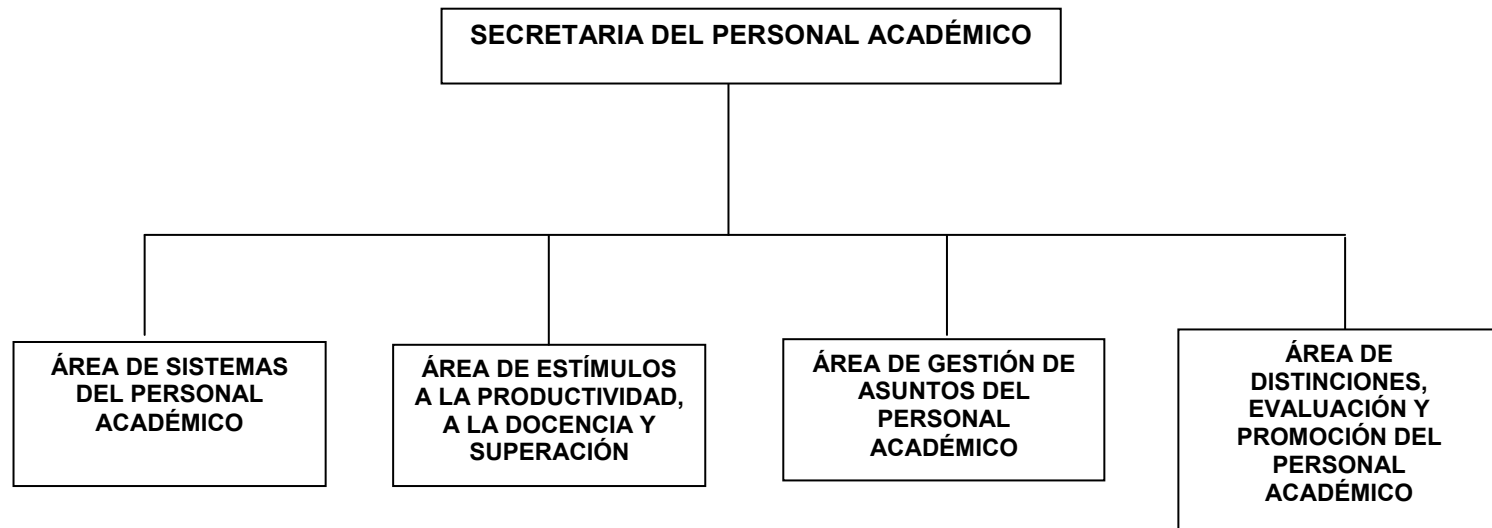 SECRETARIA DEL PERSONAL ACADÉMICO
ÁREA DE SISTEMAS
DEL PERSONAL
ACADÉMICO
ÁREA DE ESTÍMULOS
A LA PRODUCTIVIDAD,
A LA DOCENCIA Y
SUPERACIÓN
ÁREA DE GESTIÓN DE
ASUNTOS DEL
PERSONAL
ACADÉMICO
ÁREA DE
DISTINCIONES,
EVALUACIÓN Y
PROMOCIÓN DEL
PERSONAL
ACADÉMICO